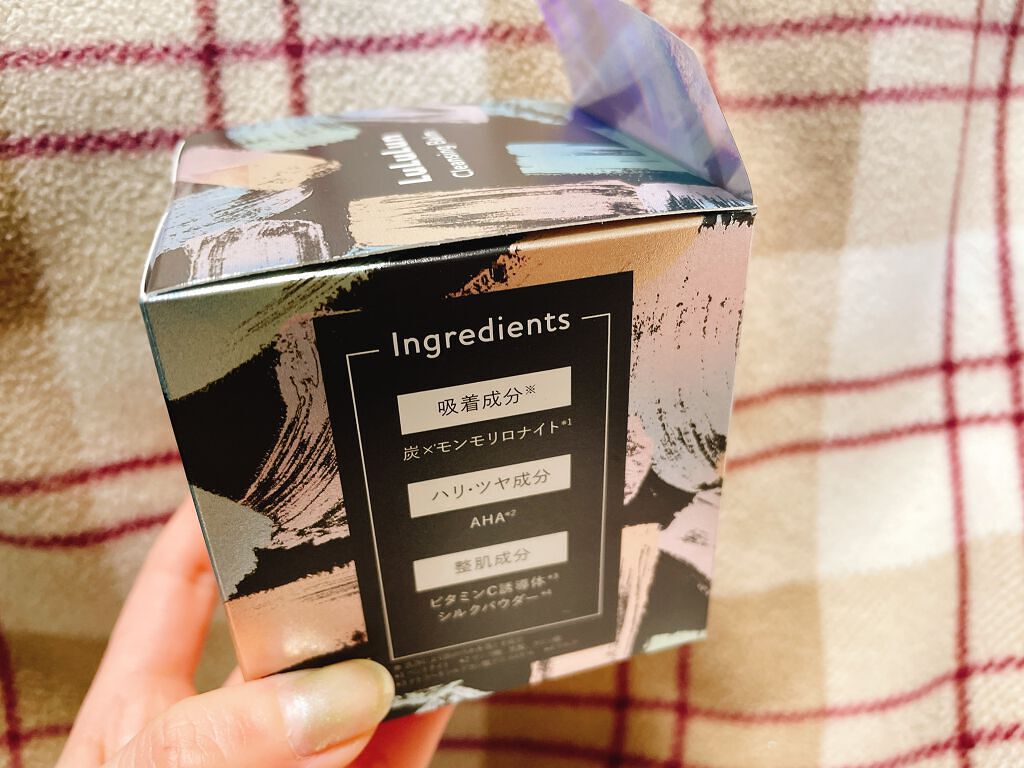 LuLuLun
Cleansing Balm
Ingredients
吸着成分※
炭×モンモリロナイト*1
ハリ・ツヤ成分
AHA*2
整肌成分
ビタミンC誘導体*3
シルクパウダー*4